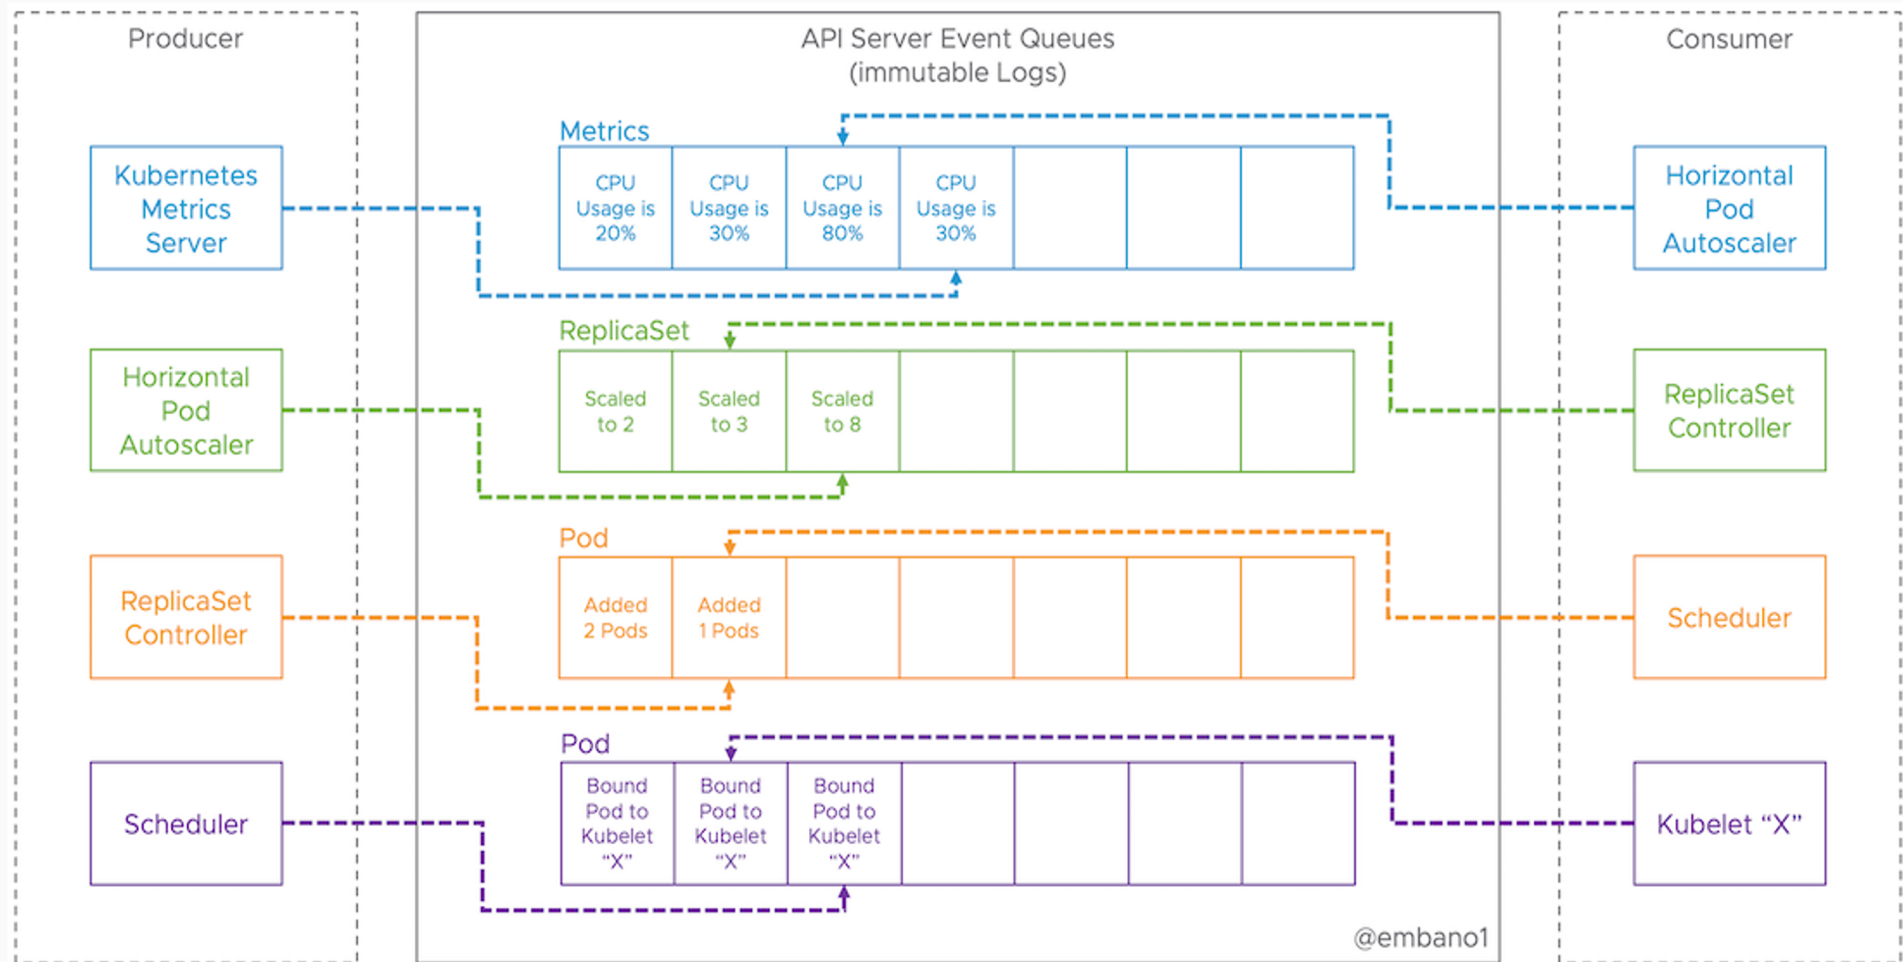 Producer
API Server Event Queues
(immutable Logs)
Consumer
Kubernetes
Metrics
Server
Metrics
CPU
Usage is
20%
CPU
Usage is
30%
CPU
Usage is
80%
CPU
Usage is
30%
Horizontal
Pod
Autoscaler
Horizontal
Pod
Autoscaler
ReplicaSet
Scaled
to 2
Scaled
to 3
Scaled
to 8
ReplicaSet
Controller
ReplicaSet
Controller
Pod
Added
2 Pods
Added
1 Pods
Scheduler
Scheduler
Pod
Bound
Pod to
Kubelet
“X”
Bound
Pod to
Kubelet
“X”
Bound
Pod to
Kubelet
“X”
Kubelet “X”
@embano1